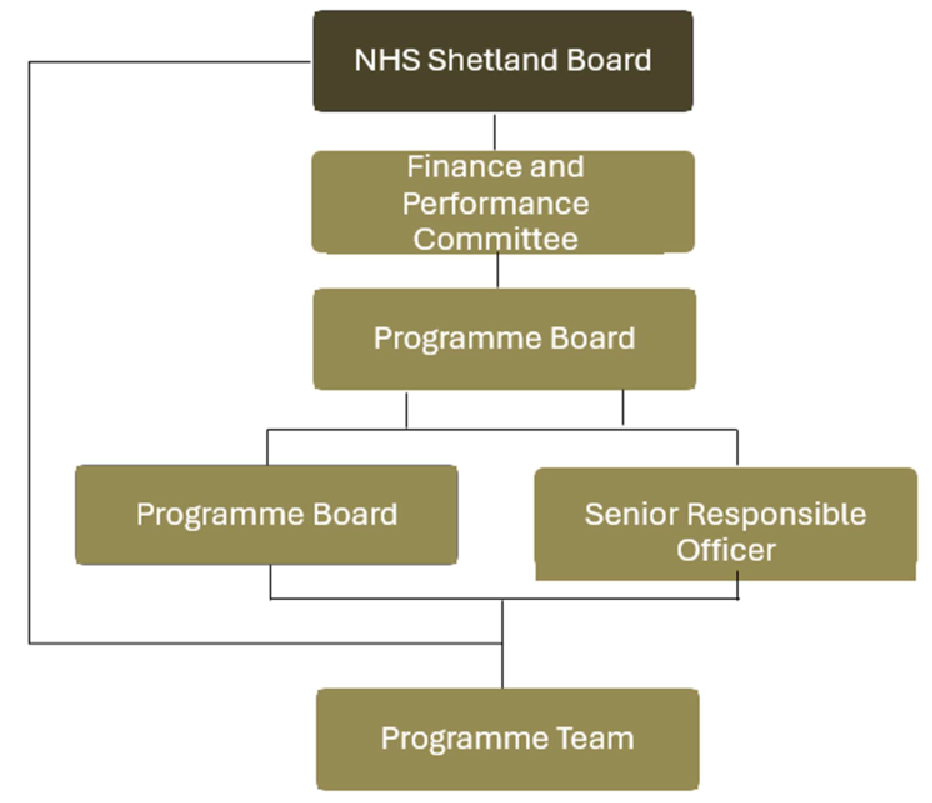 NHS Shetland Board
Finance and
Performance
Committee
Programme Board
Programme Board
Senior Responsible
Officer
Programme Team